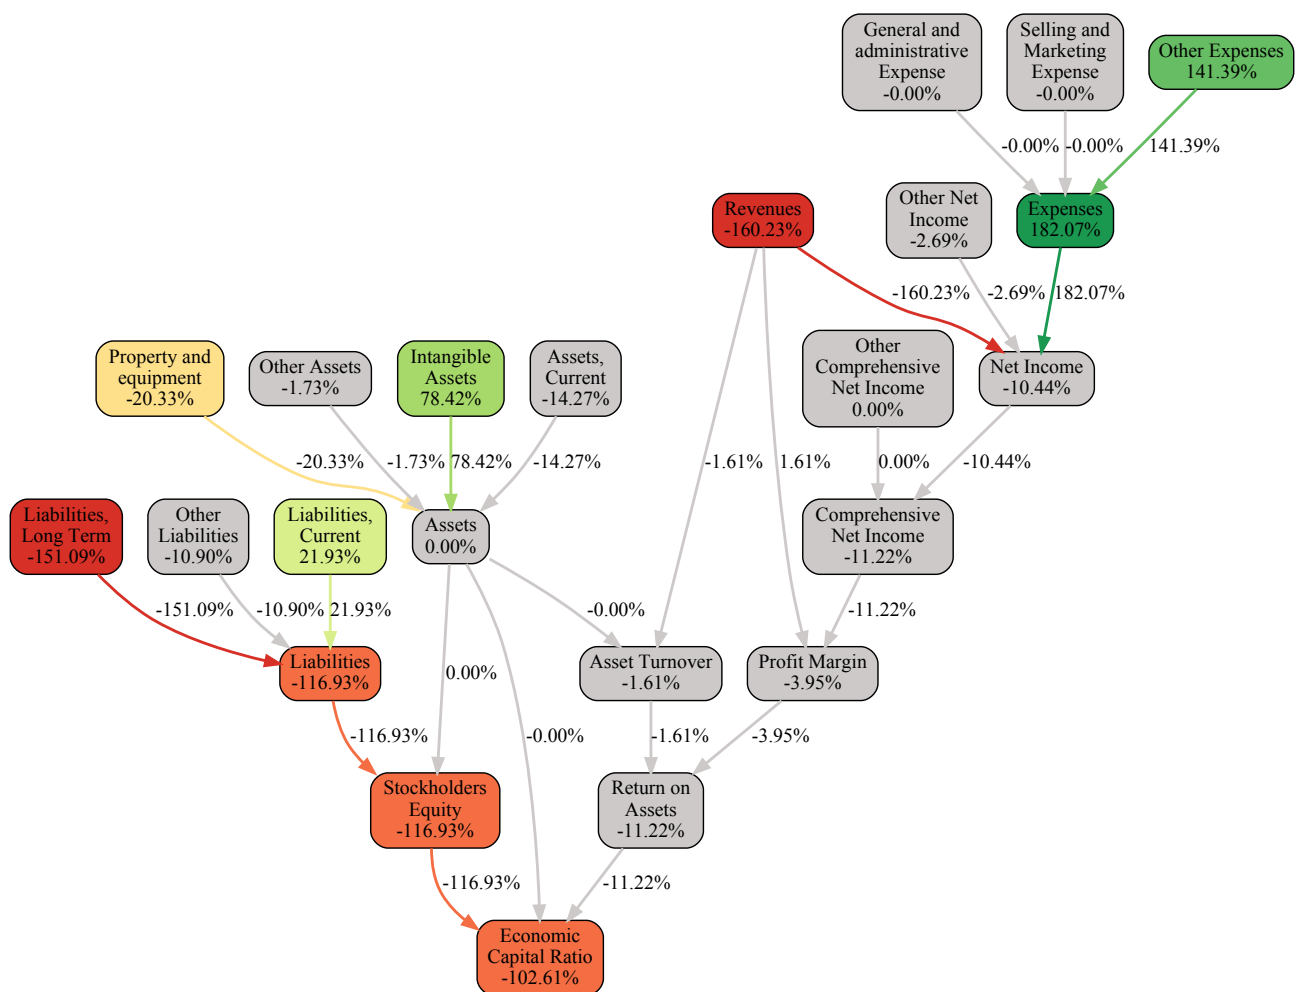 General and
administrative
Expense
-0.00%
Selling and
Marketing
Expense
-0.00%
Other Expenses
141.39%
-0.00%
-0.00%
141.39%
Revenues
-160.23%
Other Net
Income
-2.69%
Expenses
182.07%
-160.23%
-2.69%
182.07%
Property and
equipment
-20.33%
Other Assets
-1.73%
Intangible
Assets
78.42%
Assets,
Current
-14.27%
Other
Comprehensive
Net Income
0.00%
Net Income
-10.44%
-20.33%
-1.73%
78.42%
-14.27%
-1.61%
1.61%
0.00%
-10.44%
Liabilities,
Long Term
-151.09%
Other
Liabilities
-10.90%
Liabilities,
Current
21.93%
Assets
0.00%
Comprehensive
Net Income
-11.22%
-151.09%
-10.90%
21.93%
-0.00%
-11.22%
Liabilities
-116.93%
0.00%
Asset Turnover
-1.61%
Profit Margin
-3.95%
-116.93%
-0.00%
-1.61%
-3.95%
Stockholders
Equity
-116.93%
Return on
Assets
-11.22%
-116.93%
-11.22%
Economic
Capital Ratio
-102.61%